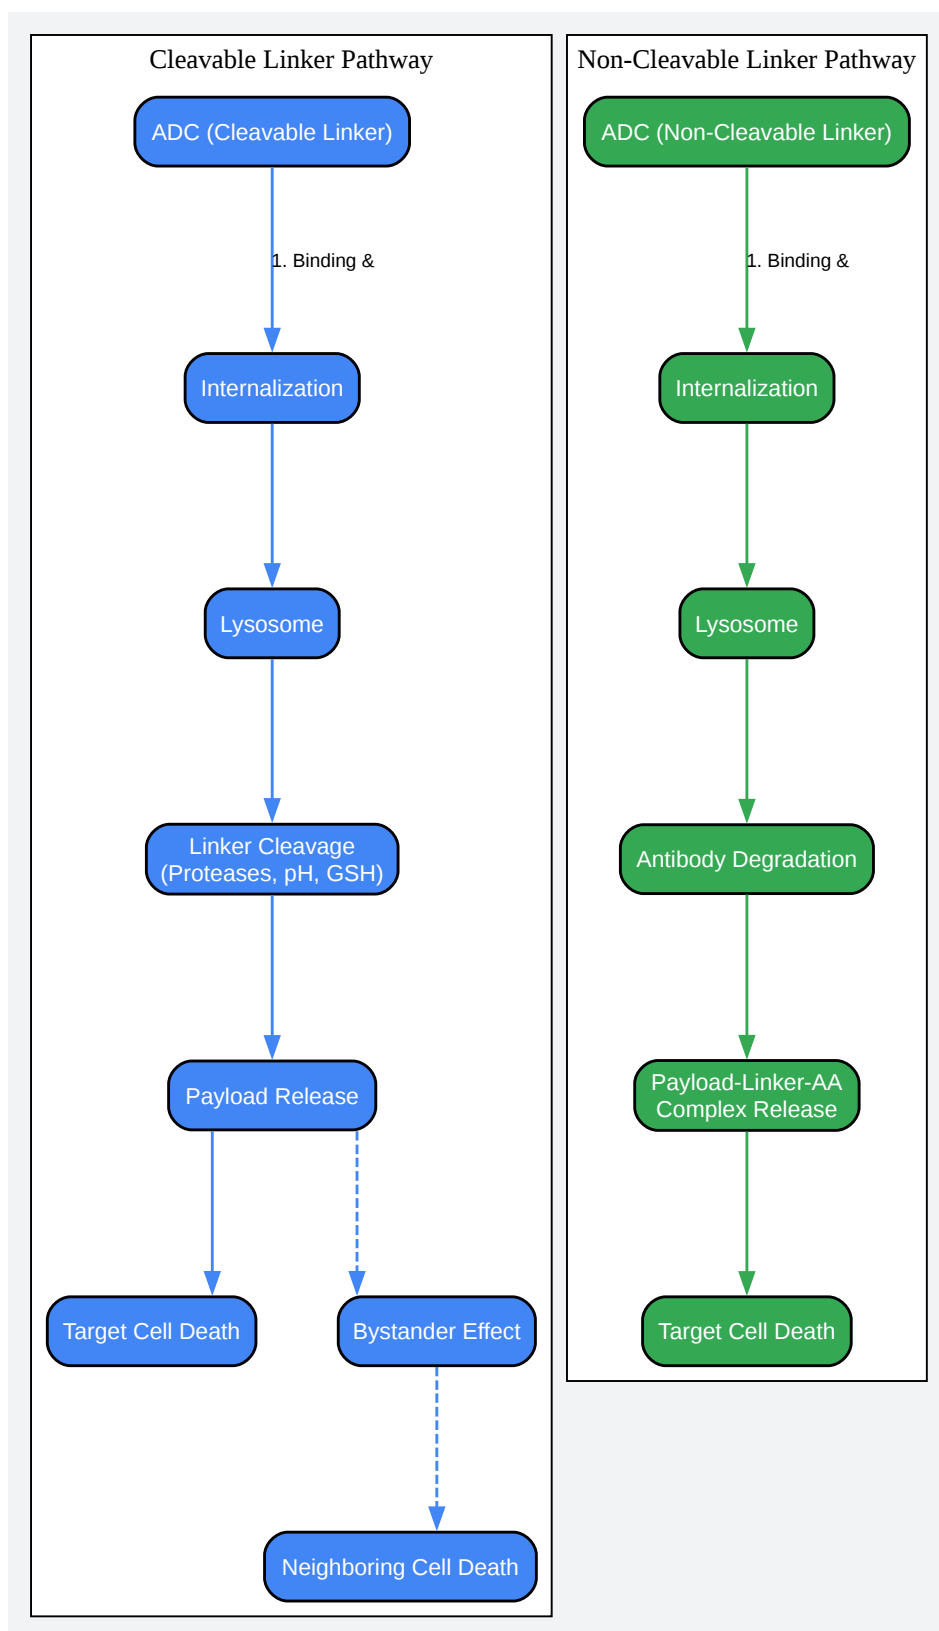 Cleavable Linker Pathway
ADC (Cleavable Linker)
1. Binding &
Internalization
Lysosome
Linker Cleavage
(Proteases, pH, GSH)
Payload Release
Target Cell Death
Bystander Effect
Neighboring Cell Death
Non-Cleavable Linker Pathway
ADC (Non-Cleavable Linker)
1. Binding &
Internalization
Lysosome
Antibody Degradation
Payload-Linker-AA
Complex Release
Target Cell Death